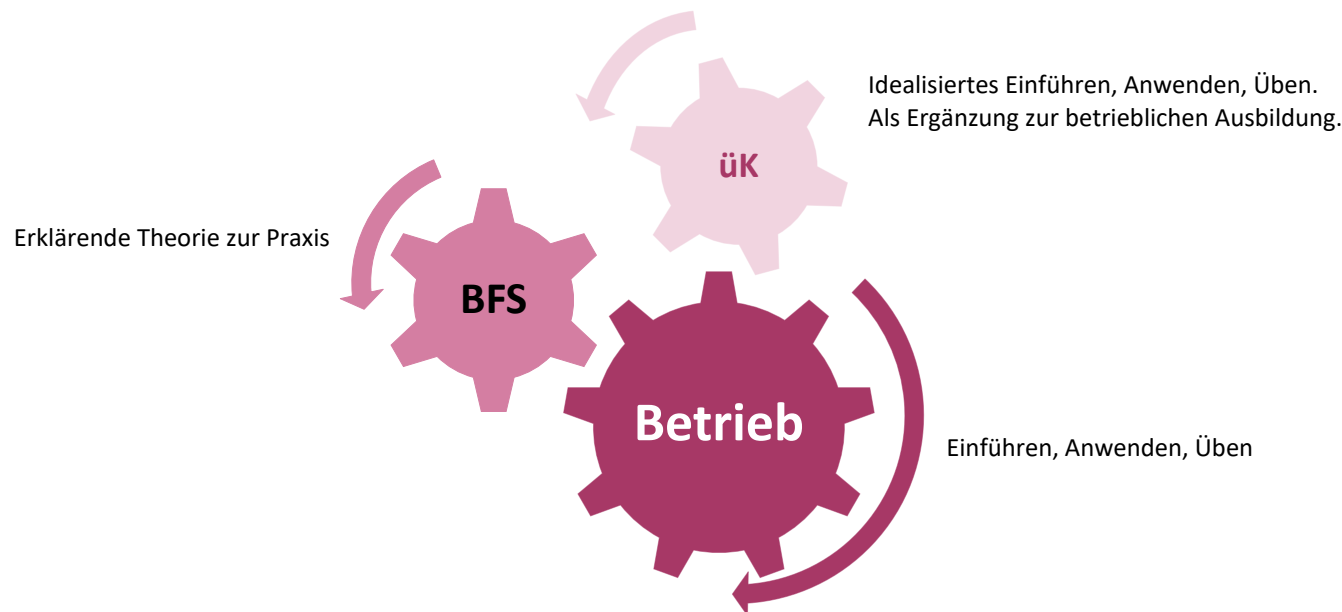 Idealisiertes Einführen, Anwenden, Üben.
Als Ergänzung zur betrieblichen Ausbildung.
üK
Erklärende Theorie zur Praxis
BFS
Betrieb
Einführen, Anwenden, Üben